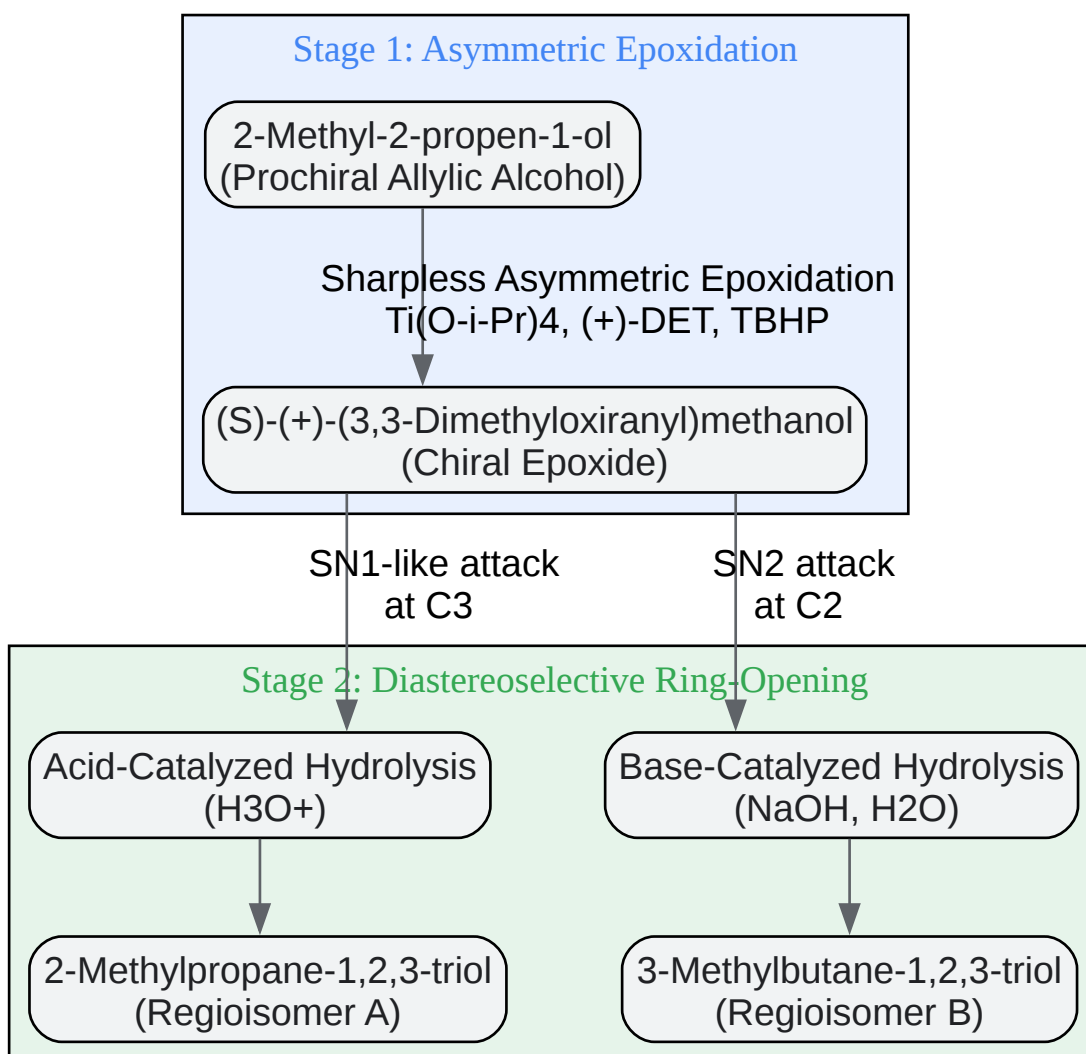 Stage 1: Asymmetric Epoxidation
2-Methyl-2-propen-1-ol
(Prochiral Allylic Alcohol)
Sharpless Asymmetric Epoxidation
Ti(O-i-Pr)4, (+)-DET, TBHP
(S)-(+)-(3,3-Dimethyloxiranyl)methanol
(Chiral Epoxide)
SN1-like attack
at C3
SN2 attack
at C2
Stage 2: Diastereoselective Ring-Opening
Acid-Catalyzed Hydrolysis
(H3O+)
Base-Catalyzed Hydrolysis
(NaOH, H2O)
2-Methylpropane-1,2,3-triol
(Regioisomer A)
3-Methylbutane-1,2,3-triol
(Regioisomer B)